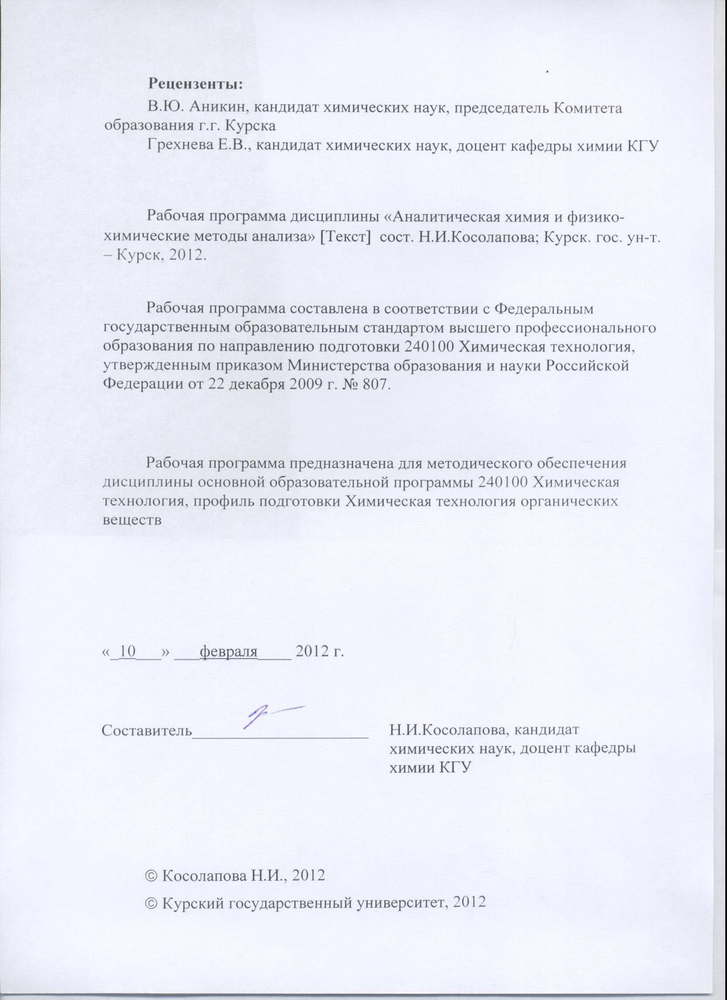 Рецензенты:
В.Ю. Аникин, кандидат химических наук, председатель Комитета
образования г.г. Курска
Грехнева Е.В., кандидат химических наук, доцент кафедры химии КГУ
Рабочая программа дисциплины «Аналитическая химия и физико-
химические методы анализа» [Текст] сост. Н.И.Косолапова; Курск. гос. ун-т.
– Курск, 2012.
Рабочая программа составлена в соответствии с Федеральным
государственным образовательным стандартом высшего профессионального
образования по направлению подготовки 240100 Химическая технология,
утвержденным приказом Министерства образования и науки Российской
Федерации от 22 декабря 2009 г. № 807.
Рабочая программа предназначена для методического обеспечения
дисциплины основной образовательной программы 240100 Химическая
технология, профиль подготовки Химическая технология органических
веществ
«_10___» ___февраля____ 2012 г.
Составитель______________________ Н.И.Косолапова, кандидат
химических наук, доцент кафедры
химии КГУ
© Косолапова Н.И., 2012
© Курский государственный университет, 2012